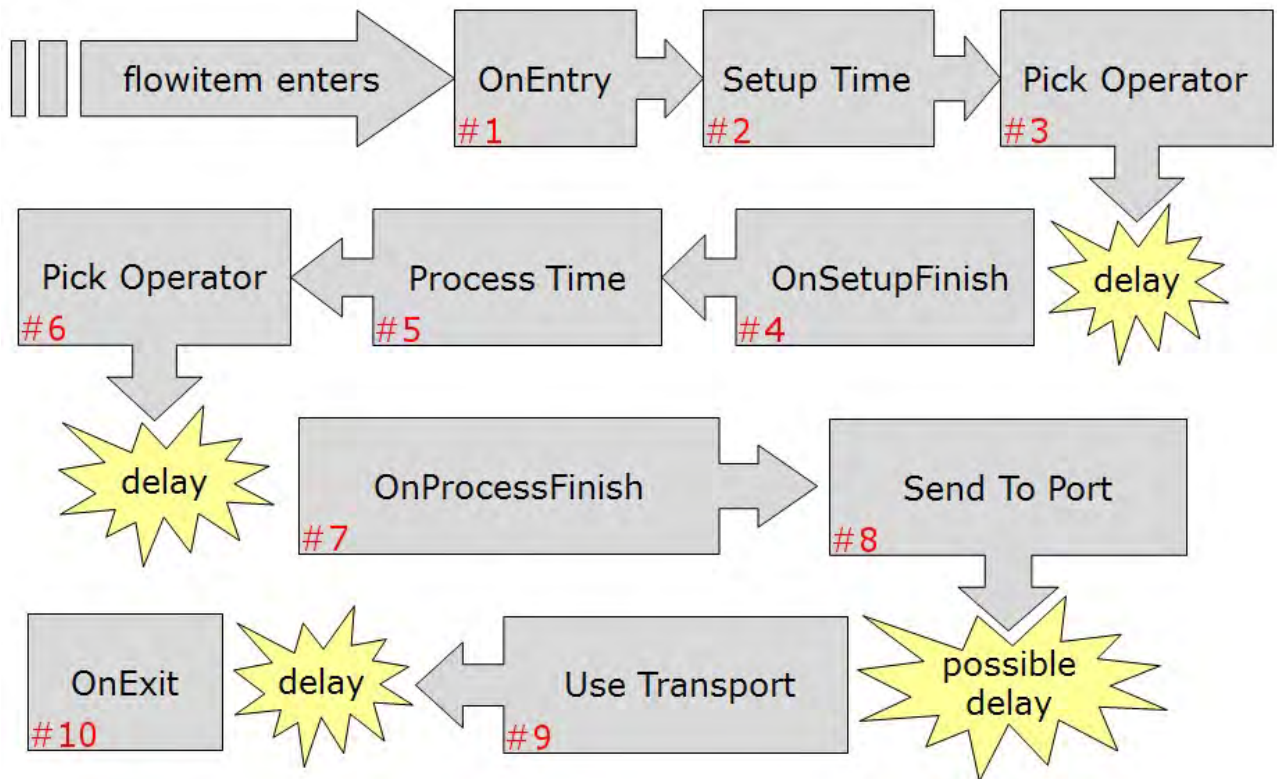 flowitem enters
OnEntry
#1
Setup Time
#2
Pick Operator
#3
delay
OnSetupFinish
#4
Process Time
#5
Pick Operator
#6
delay
OnProcessFinish
#7
Send To Port
#8
possible
delay
Use Transport
#9
delay
OnExit
#10